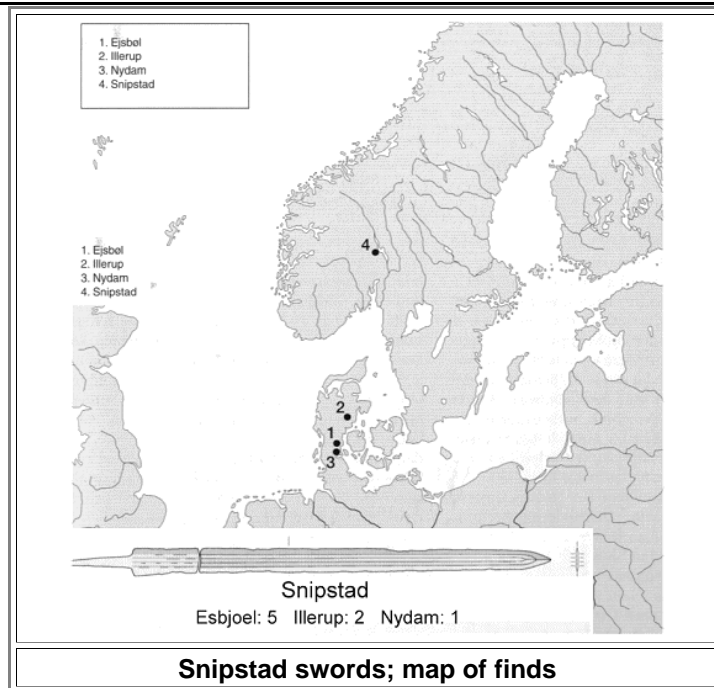 1. Ejsbøl
2. Illerup
3. Nydam
4. Snipstad
4
1. Ejsbøl
2. Illerup
3. Nydam
4. Snipstad
2
1
3
Snipstad
Esbjoel: 5 Illerup: 2 Nydam: 1
Snipstad swords; map of finds